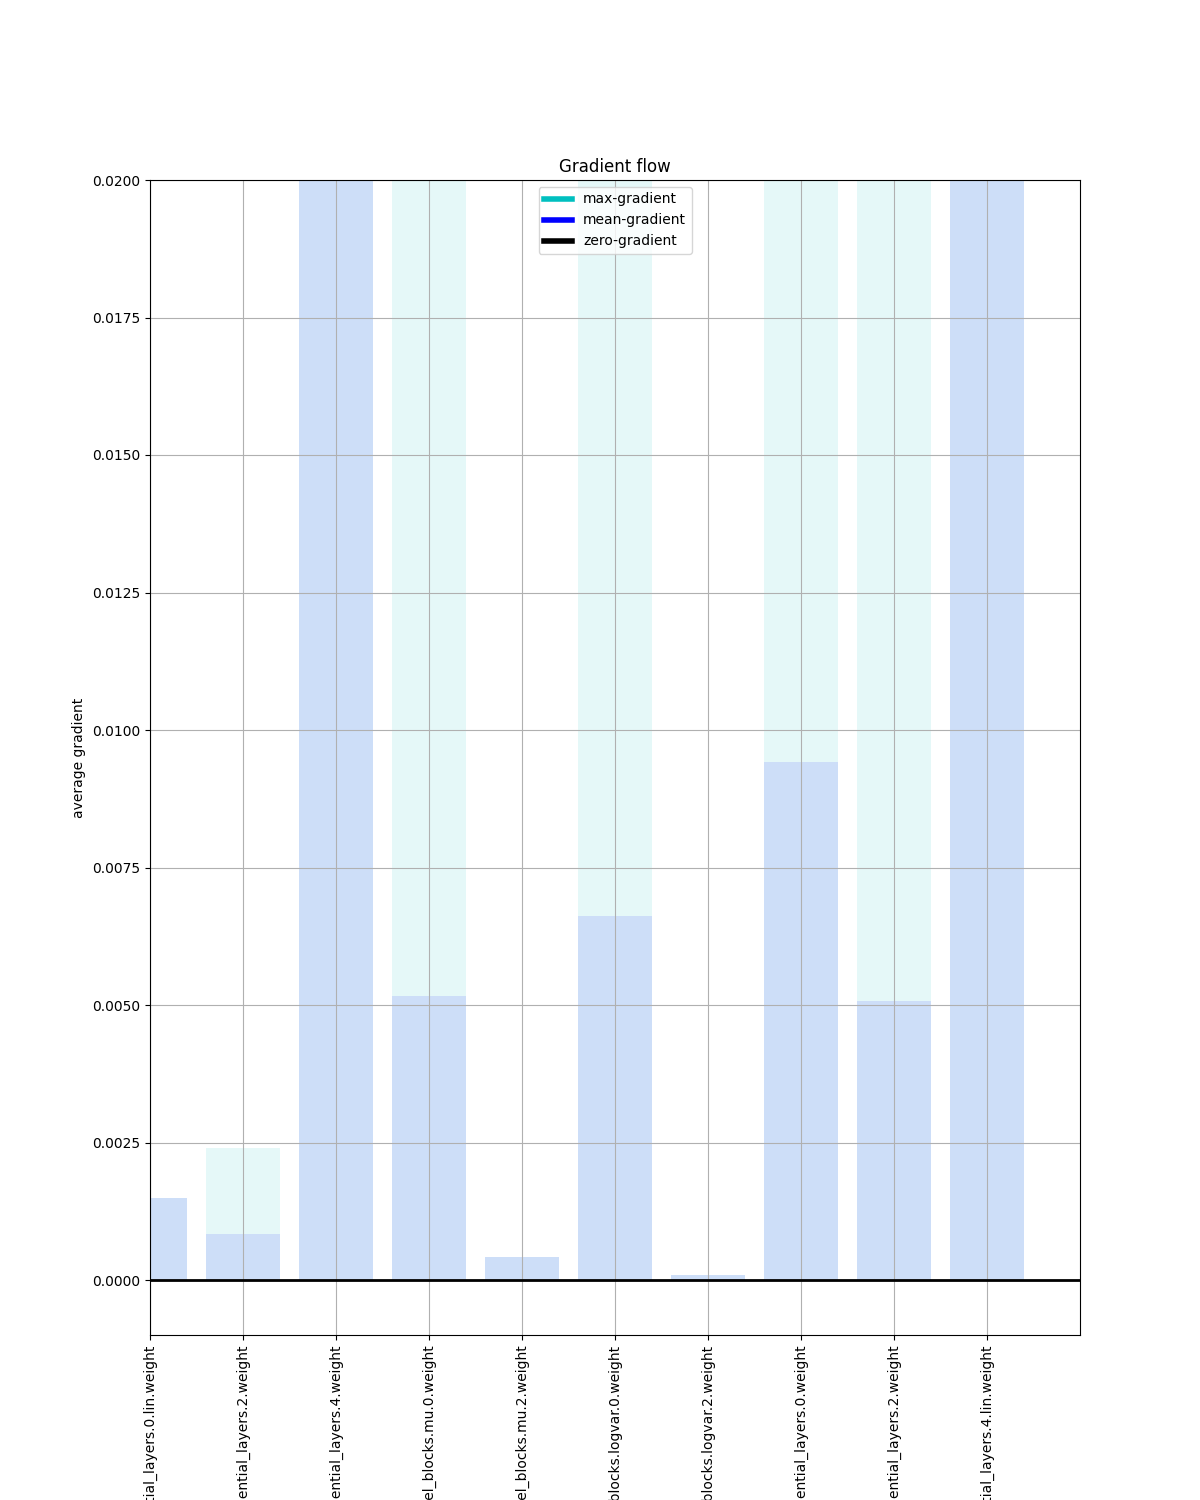 Gradient flow
max-gradient
mean-gradient
zero-gradient
0.0200
0.0175
0.0150
0.0125
0.0100
0.0075
0.0050
0.0025
0.0000
average gradient
tial_layers.0.lin.weight
ential_layers.2.weight
ential_layers.4.weight
el_blocks.mu.0.weight
el_blocks.mu.2.weight
blocks.logvar.0.weight
blocks.logvar.2.weight
ential_layers.0.weight
ential_layers.2.weight
tial_layers.4.lin.weight